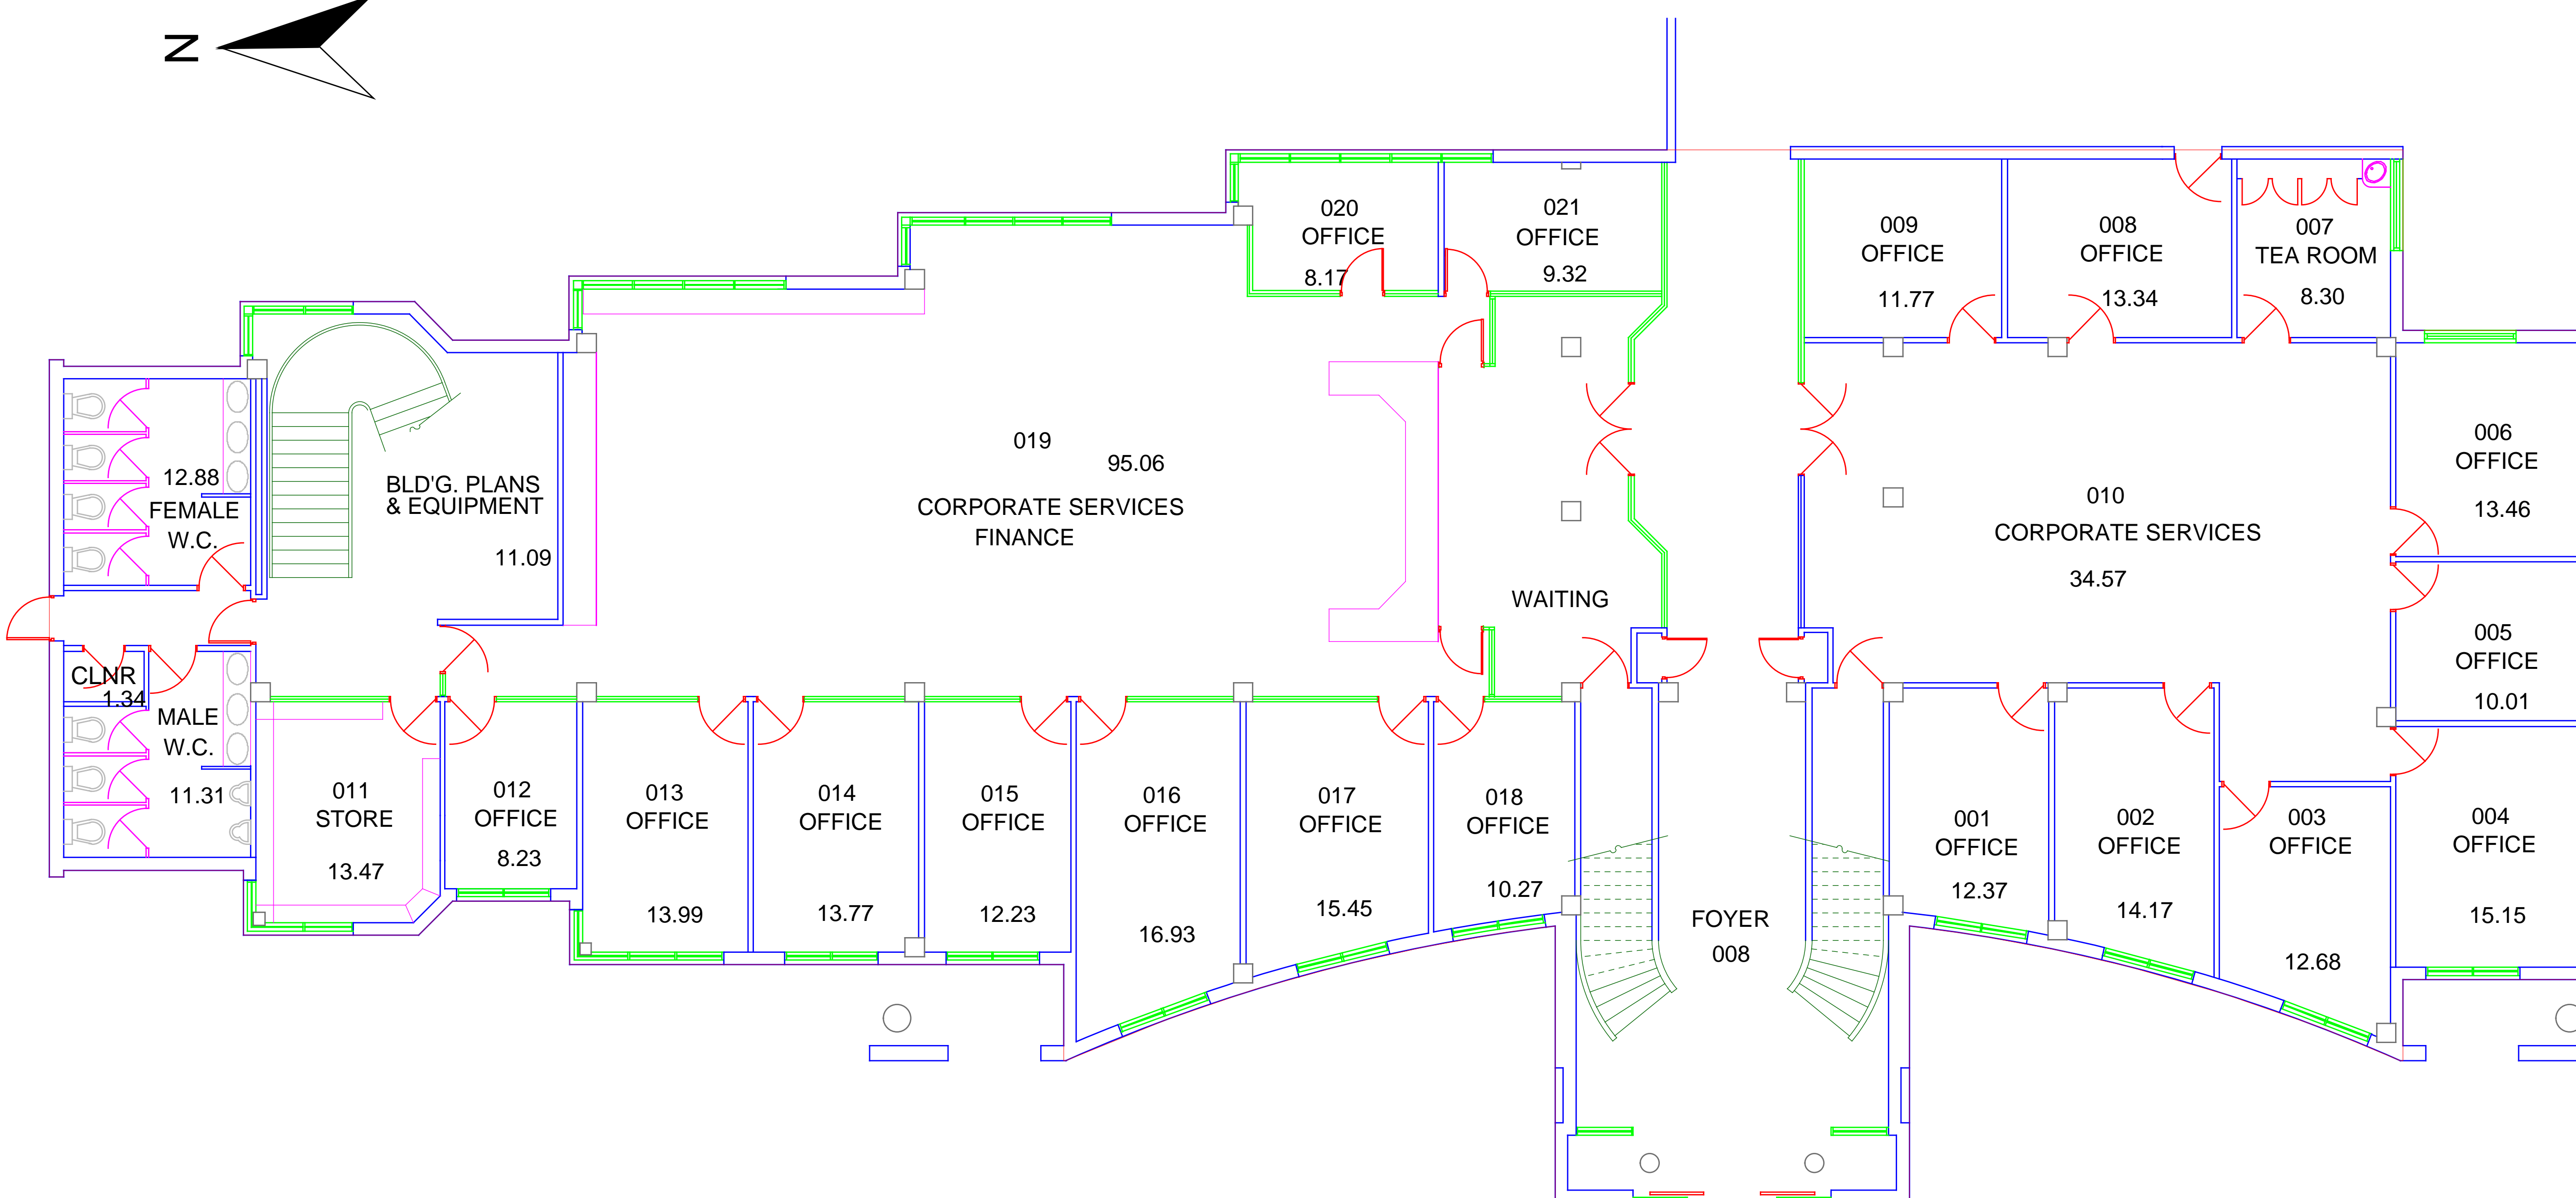 N
020
OFFICE
8.17
021
OFFICE
9.32
009
OFFICE
11.77
008
OFFICE
13.34
007
TEA ROOM
8.30
12.88
FEMALE
W.C.
BLD'G. PLANS
& EQUIPMENT
11.09
019
95.06
CORPORATE SERVICES
FINANCE
WAITING
010
CORPORATE SERVICES
34.57
006
OFFICE
13.46
005
OFFICE
10.01
CLNR
1.34
MALE
W.C.
11.31
011
STORE
13.47
012
OFFICE
8.23
013
OFFICE
13.99
014
OFFICE
13.77
015
OFFICE
12.23
016
OFFICE
16.93
017
OFFICE
15.45
018
OFFICE
10.27
FOYER
008
001
OFFICE
12.37
002
OFFICE
14.17
003
OFFICE
12.68
004
OFFICE
15.15